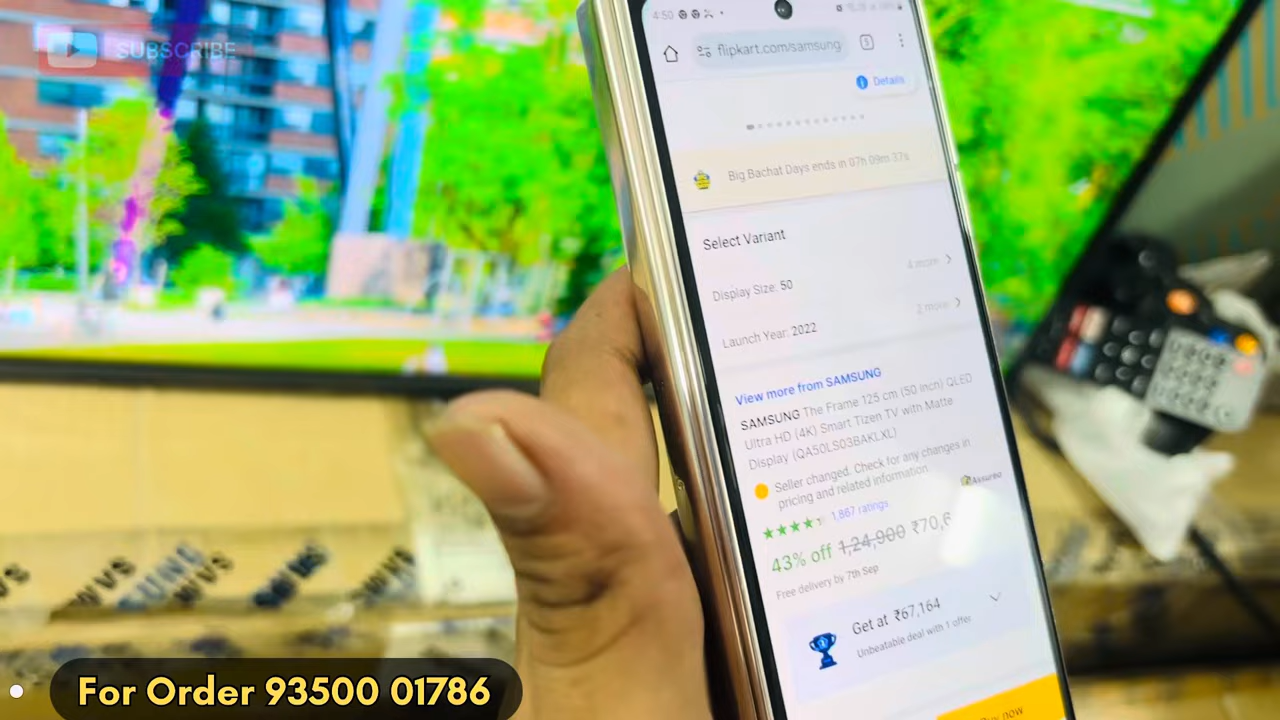 SUBSCRIBE
4:50
flipkart.com/samsung
Details
Big Bachat Days ends in 07h 09m 37s
Select Variant
Display Size: 50
4 more
Launch Year: 2022
2 more
View more from SAMSUNG
SAMSUNG The Frame 125 cm (50 inch) QLED
Ultra HD (4K) Smart Tizen TV with Matte
Display (QA50LS03BAKLXL)
Seller changed. Check for any changes in
pricing and related information
Assured
1,867 ratings
43% off 1,24,900 ₹70,6
Free delivery by 7th Sep
Get at ₹67,164
Unbeatable deal with 1 offer
Buy now
For Order 93500 01786